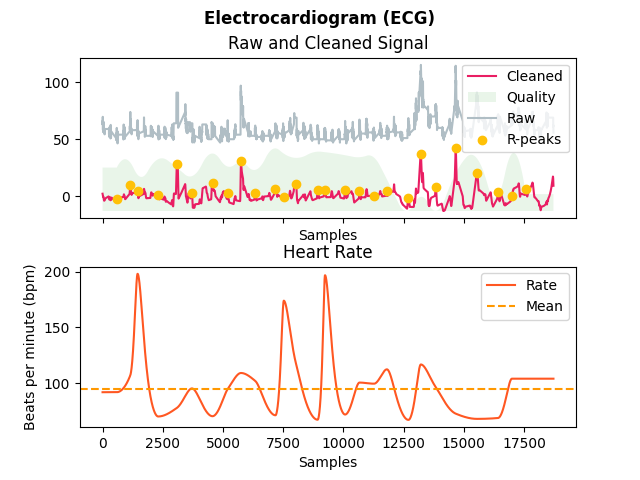 Electrocardiogram (ECG)
Raw and Cleaned Signal
100
50
0
Cleaned
Quality
Raw
R-peaks
Samples
Heart Rate
Beats per minute (bpm)
200
150
100
Rate
Mean
0 2500 5000 7500 10000 12500 15000 17500
Samples